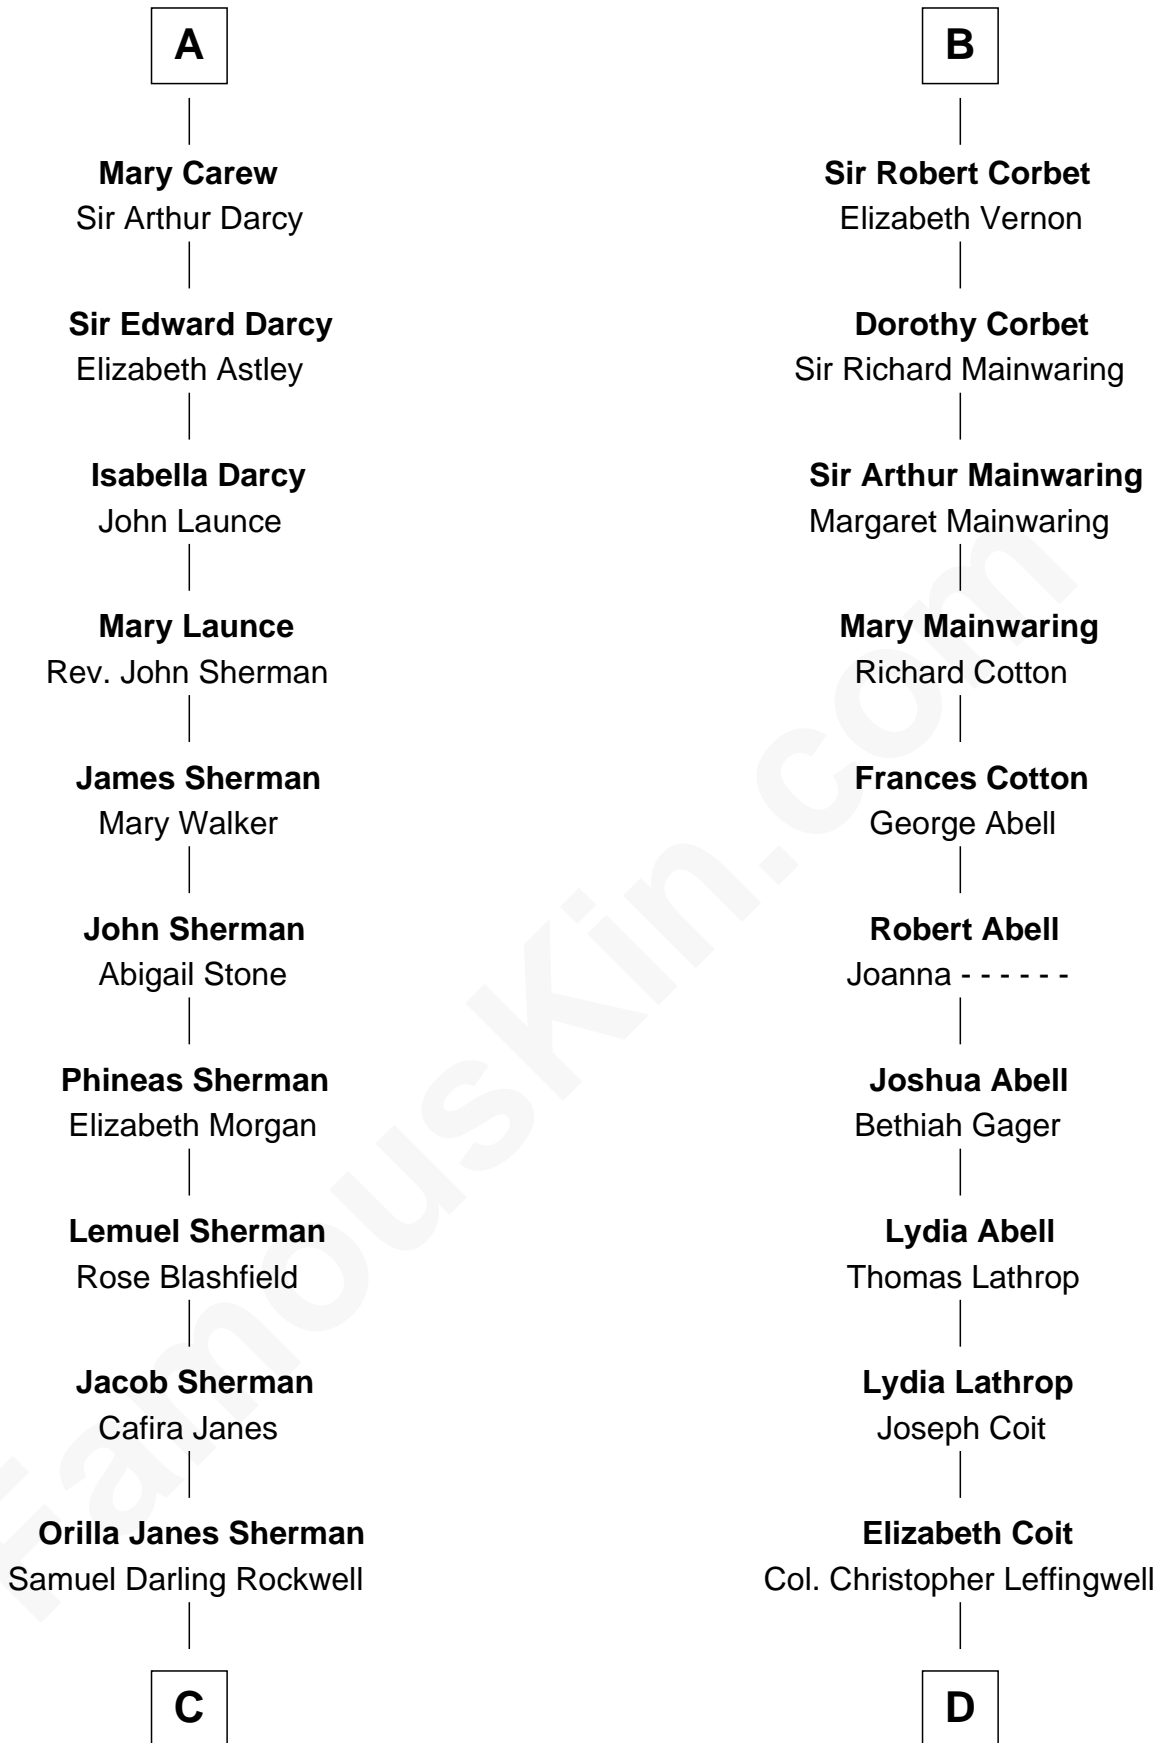 A
Mary Carew
Sir Arthur Darcy
Sir Edward Darcy
Elizabeth Astley
Isabella Darcy
John Launce
Mary Launce
Rev. John Sherman
James Sherman
Mary Walker
John Sherman
Abigail Stone
Phineas Sherman
Elizabeth Morgan
Lemuel Sherman
Rose Blashfield
Jacob Sherman
Cafira Janes
Orilla Janes Sherman
Samuel Darling Rockwell
C
B
Sir Robert Corbet
Elizabeth Vernon
Dorothy Corbet
Sir Richard Mainwaring
Sir Arthur Mainwaring
Margaret Mainwaring
Mary Mainwaring
Richard Cotton
Frances Cotton
George Abell
Robert Abell
Joanna - - - - - -
Joshua Abell
Bethiah Gager
Lydia Abell
Thomas Lathrop
Lydia Lathrop
Joseph Coit
Elizabeth Coit
Col. Christopher Leffingwell
D
FamousKin.com